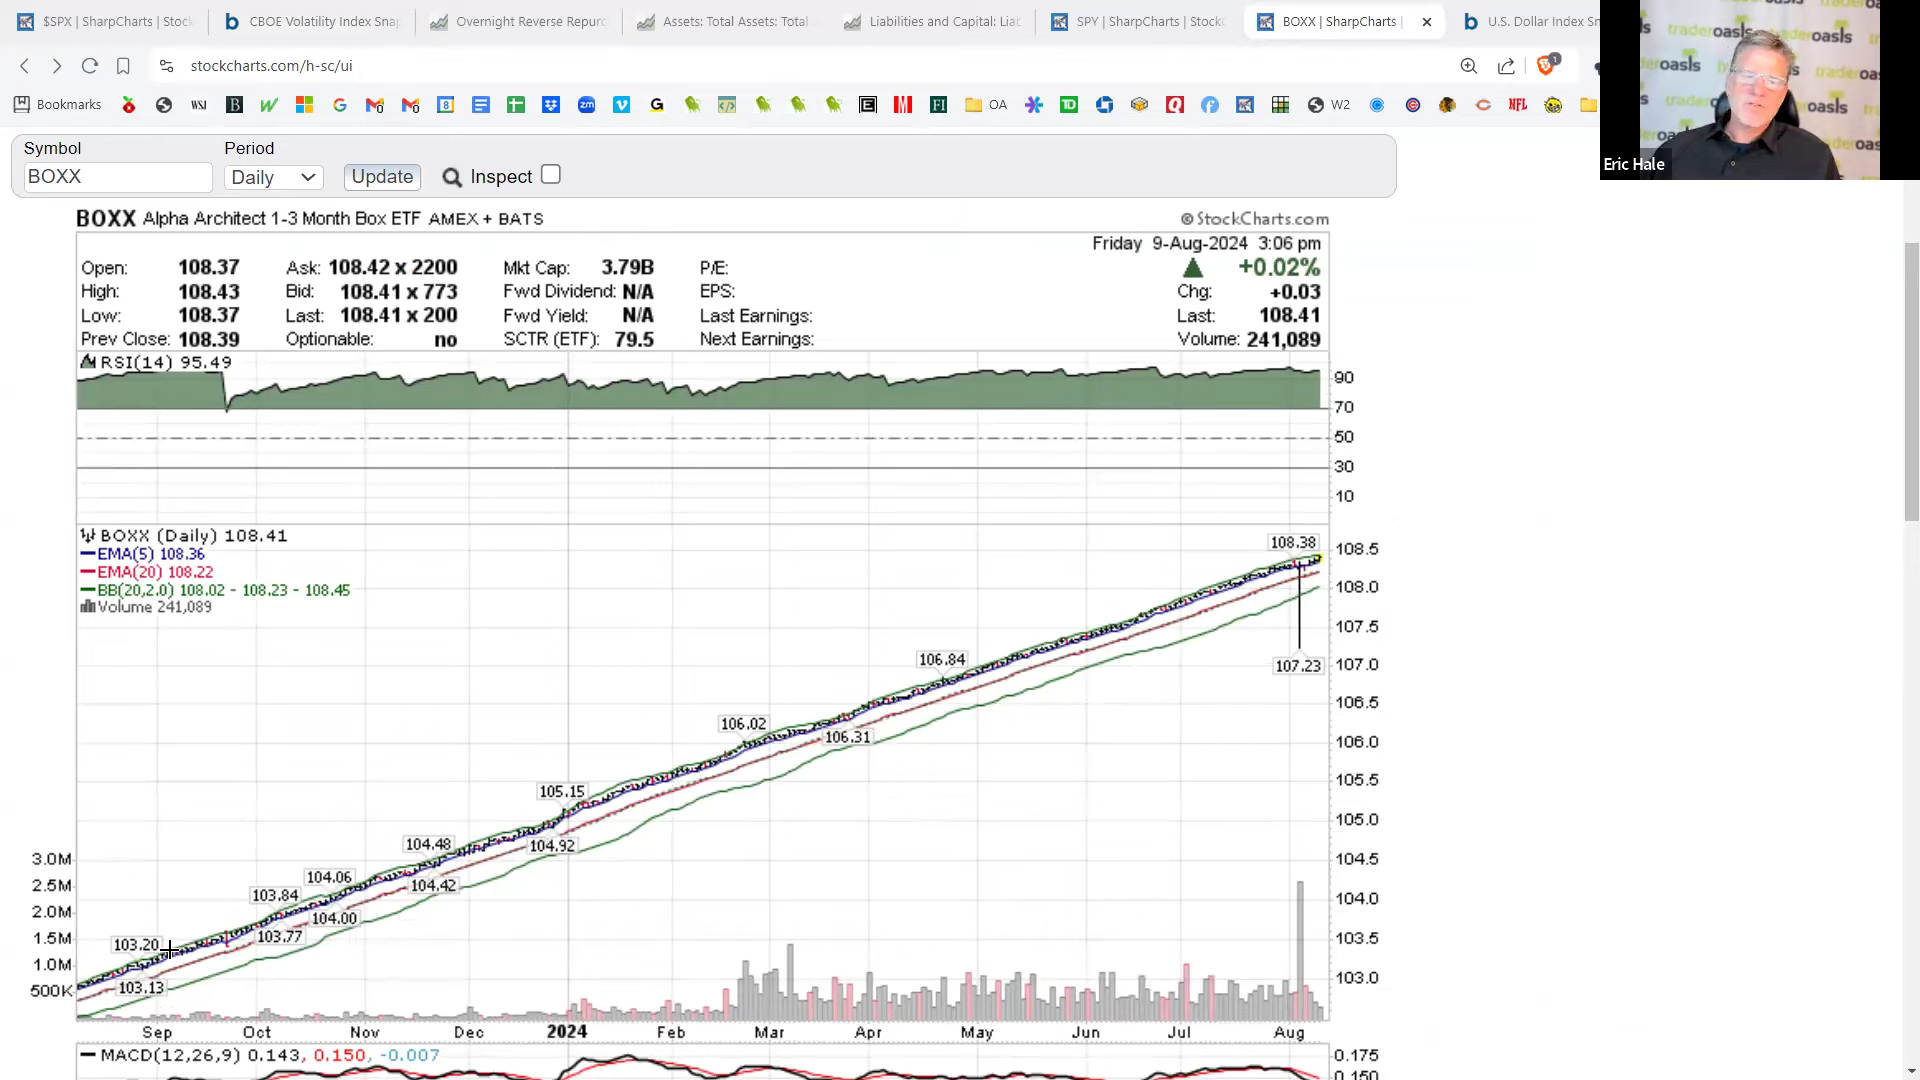 $SPX | SharpCharts | Stock
CBOE Volatility Index Snap
Overnight Reverse Repurc
Assets: Total Assets: Total
Liabilities and Capital: Lia
SPY | SharpCharts | Stock
BOXX | SharpCharts |
U.S. Dollar Index Sn
stockcharts.com/h-sc/ui
Bookmarks
WSJ
OA
TD
W2
NFL
traderoasis
Eric Hale
Symbol
Period
BOXX
Daily
Update
Inspect
BOXX Alpha Architect 1-3 Month Box ETF AMEX + BATS
© StockCharts.com
Friday 9-Aug-2024 3:06 pm
Open: 108.37 Ask: 108.42 x 2200 Mkt Cap: 3.79B P/E: +0.02%
High: 108.43 Bid: 108.41 x 773 Fwd Dividend: N/A EPS: Chg: +0.03
Low: 108.37 Last: 108.41 x 200 Fwd Yield: N/A Last Earnings: Last: 108.41
Prev Close: 108.39 Optionable: no SCTR (ETF): 79.5 Next Earnings: Volume: 241,089
RSI(14) 95.49
90
70
50
30
10
BOXX (Daily) 108.41
EMA(5) 108.36
EMA(20) 108.22
BB(20,2.0) 108.02 - 108.23 - 108.45
Volume 241,089
108.38
107.23
106.84
106.02
106.31
105.15
104.92
104.48
104.42
104.06
104.00
103.84
103.77
103.20
103.13
108.5
108.0
107.5
107.0
106.5
106.0
105.5
105.0
104.5
104.0
103.5
103.0
3.0M
2.5M
2.0M
1.5M
1.0M
500K
Sep Oct Nov Dec 2024 Feb Mar Apr May Jun Jul Aug
MACD(12,26,9) 0.143, 0.150, -0.007
0.175
0.150